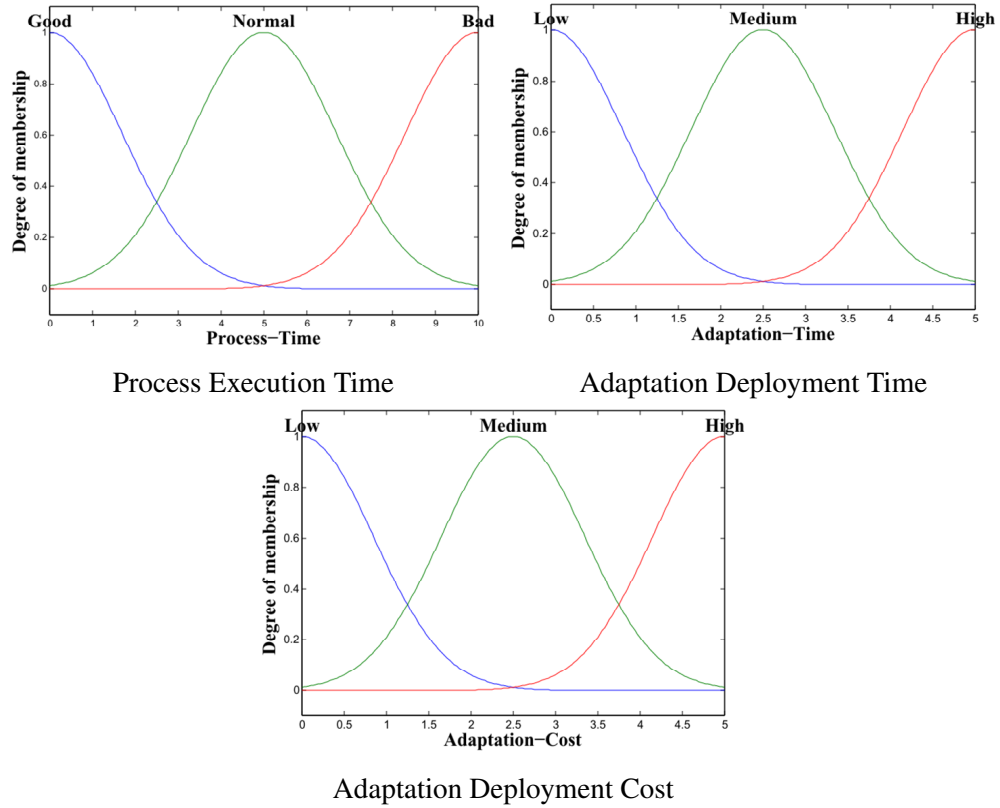 Good Normal Bad
1
0.8
0.6
0.4
0.2
0
Degree of membership
0 1 2 3 4 5 6 7 8 9 10
Process−Time
Process Execution Time
Low Medium High
1
0.8
0.6
0.4
0.2
0
Degree of membership
0 0.5 1 1.5 2 2.5 3 3.5 4 4.5 5
Adaptation−Time
Adaptation Deployment Time
Low Medium High
1
0.8
0.6
0.4
0.2
0
Degree of membership
0 0.5 1 1.5 2 2.5 3 3.5 4 4.5 5
Adaptation−Cost
Adaptation Deployment Cost